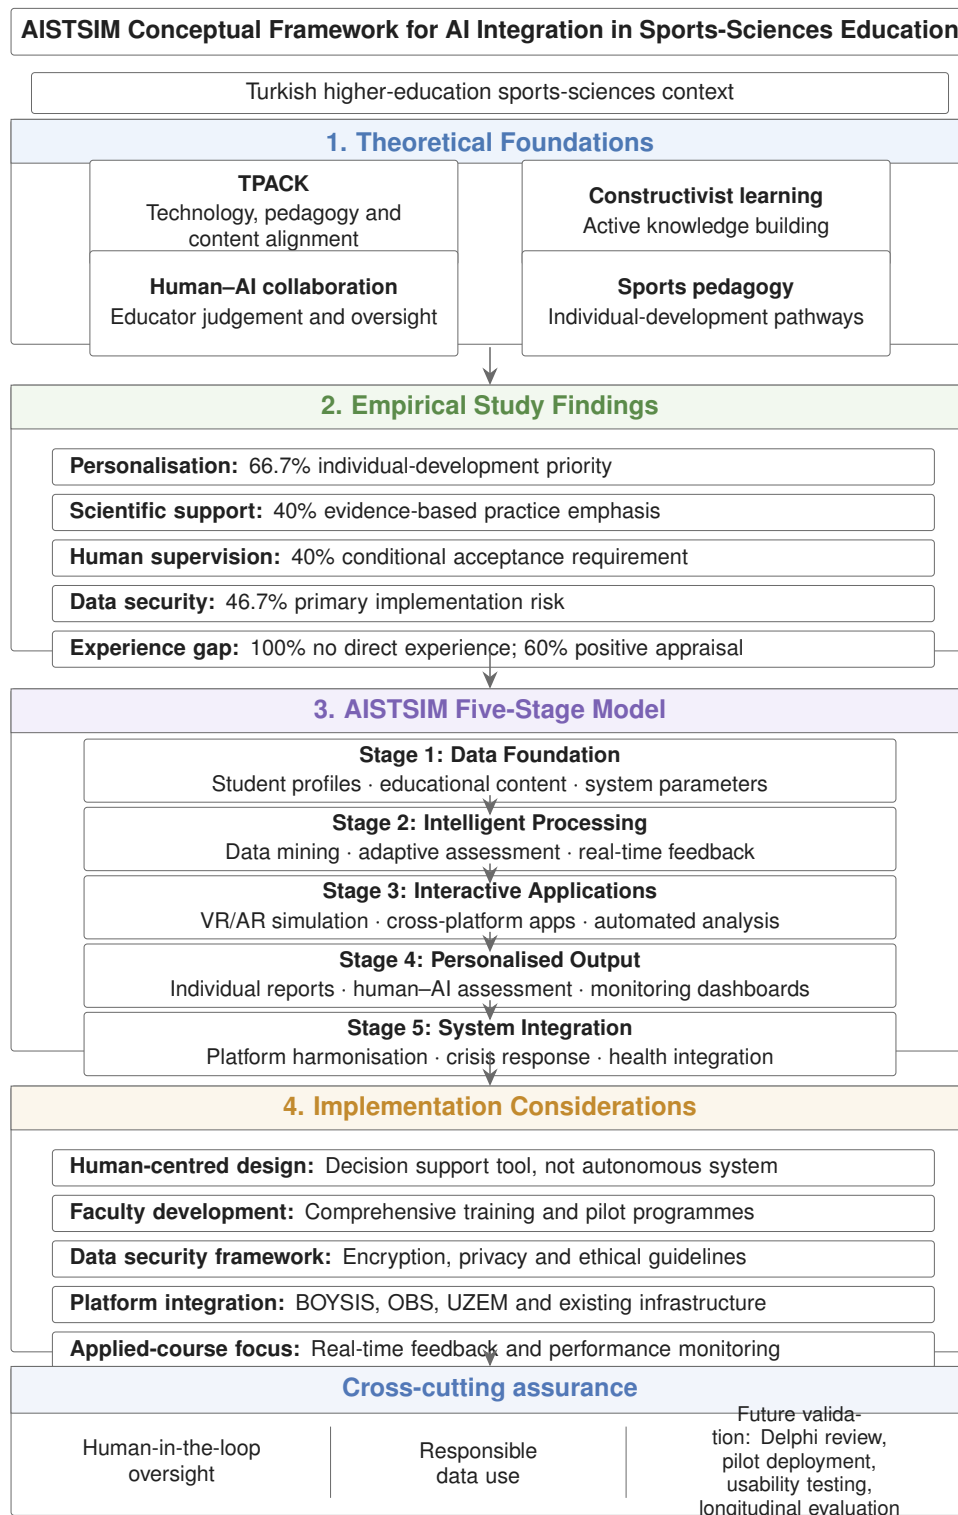 AISTSIM Conceptual Framework for AI Integration in Sports-Sciences Education
Turkish higher-education sports-sciences context
1. Theoretical Foundations
TPACK
Technology, pedagogy and
content alignment
Constructivist learning
Active knowledge building
Human–AI collaboration
Educator judgement and oversight
Sports pedagogy
Individual-development pathways
2. Empirical Study Findings
Personalisation: 66.7% individual-development priority
Scientific support: 40% evidence-based practice emphasis
Human supervision: 40% conditional acceptance requirement
Data security: 46.7% primary implementation risk
Experience gap: 100% no direct experience; 60% positive appraisal
3. AISTSIM Five-Stage Model
Stage 1: Data Foundation
Student profiles · educational content · system parameters
Stage 2: Intelligent Processing
Data mining · adaptive assessment · real-time feedback
Stage 3: Interactive Applications
VR/AR simulation · cross-platform apps · automated analysis
Stage 4: Personalised Output
Individual reports · human–AI assessment · monitoring dashboards
Stage 5: System Integration
Platform harmonisation · crisis response · health integration
4. Implementation Considerations
Human-centred design: Decision support tool, not autonomous system
Faculty development: Comprehensive training and pilot programmes
Data security framework: Encryption, privacy and ethical guidelines
Platform integration: BOYSIS, OBS, UZEM and existing infrastructure
Applied-course focus: Real-time feedback and performance monitoring
Cross-cutting assurance
Human-in-the-loop
oversight
Responsible
data use
Future valida-
tion: Delphi review,
pilot deployment,
usability testing,
longitudinal evaluation